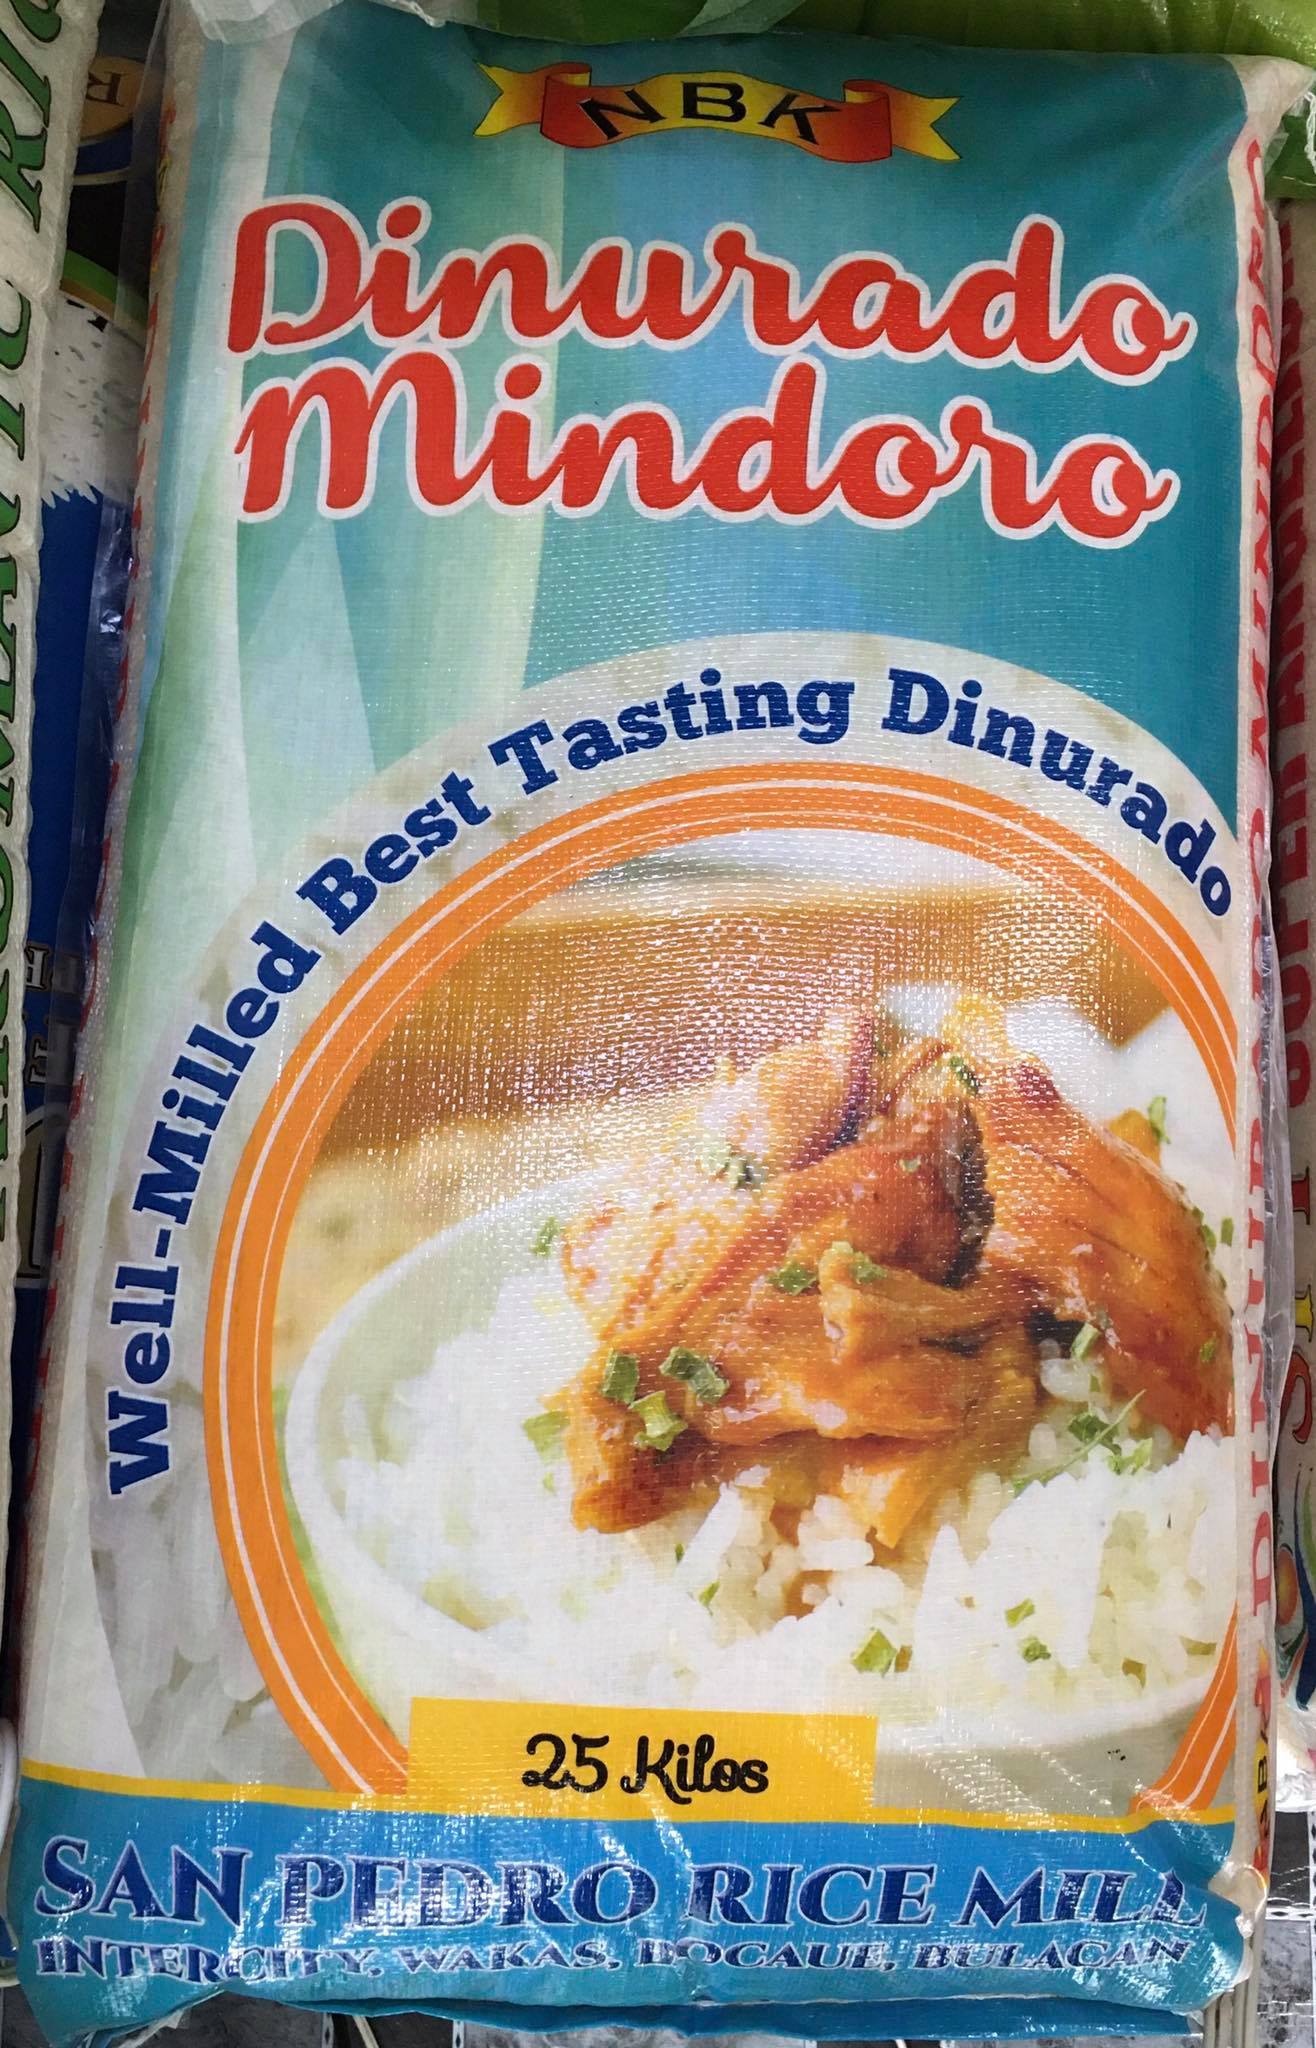 NBK
Dinurado
Mindoro
Well-Milled Best Tasting Dinurado
25 Kilos
SAN PEDRO RICE MILL
INTERCITY, WAKAS, BOCAUE, BULACAN